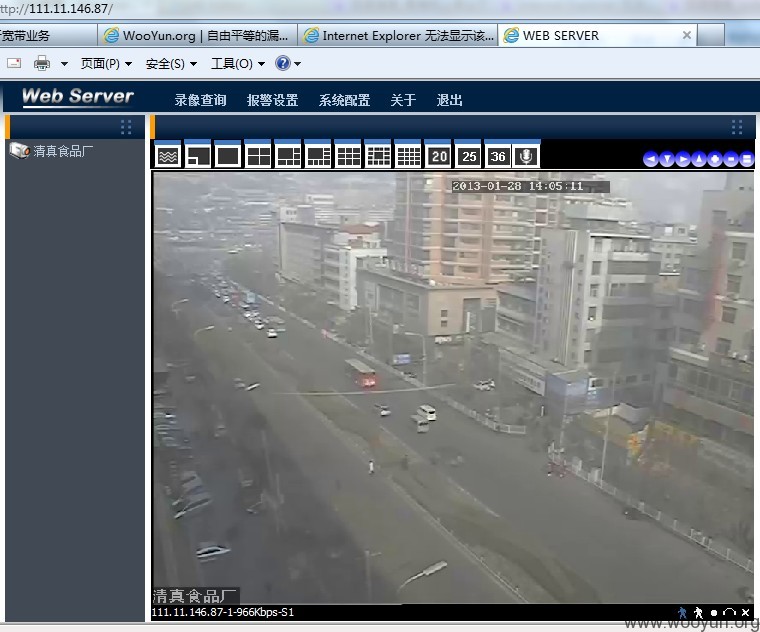 ttp://111.11.146.87/
宽带业务
WooYun.org | 自由平等的漏...
Internet Explorer 无法显示该...
WEB SERVER
页面(P)
安全(S)
工具(O)
Web Server
录像查询 报警设置 系统配置 关于 退出
清真食品厂
20 25 36
2013-01-28 14:05:11
清真食品厂
111.11.146.87-1-966Kbps-S1
www.wooyun.org